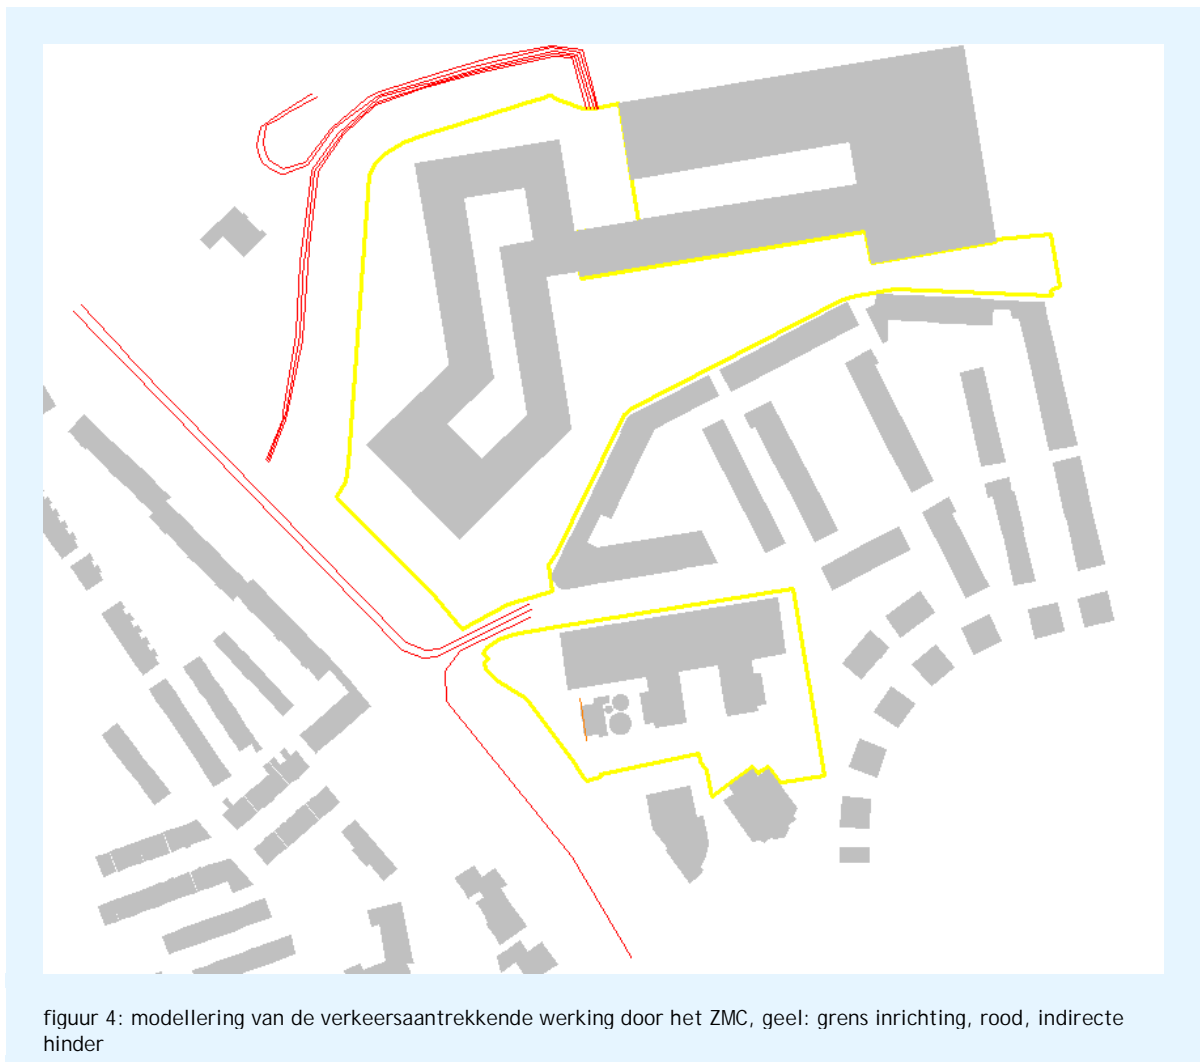 figuur 4: modellering van de verkeersaantrekkende werking door het ZMC, geel: grens inrichting, rood, indirecte
hinder